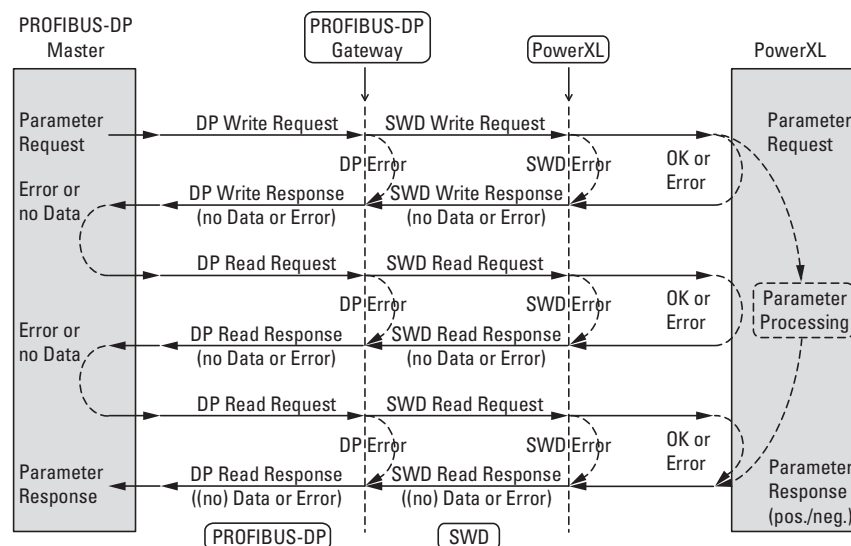 PROFIBUS-DP
Master
PROFIBUS-DP
Gateway
PowerXL
PowerXL
Parameter
Request
DP Write Request
SWD Write Request
Parameter
Request
DP Error
SWD Error
OK or
Error
Error or
no Data
DP Write Response
(no Data or Error)
SWD Write Response
(no Data or Error)
DP Read Request
SWD Read Request
DP Error
SWD Error
OK or
Error
Parameter
Processing
Error or
no Data
DP Read Response
(no Data or Error)
SWD Read Response
(no Data or Error)
DP Read Request
SWD Read Request
DP Error
SWD Error
OK or
Error
Parameter
Response
DP Read Response
((no) Data or Error)
SWD Read Response
((no) Data or Error)
Parameter
Response
(pos./neg.)
PROFIBUS-DP
SWD